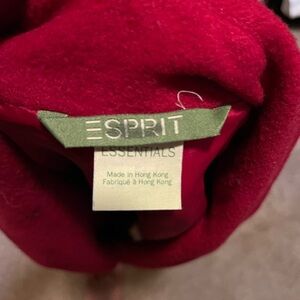 ESPRIT
ESSENTIALS
Made in Hong Kong
Fabriqué à Hong Kong